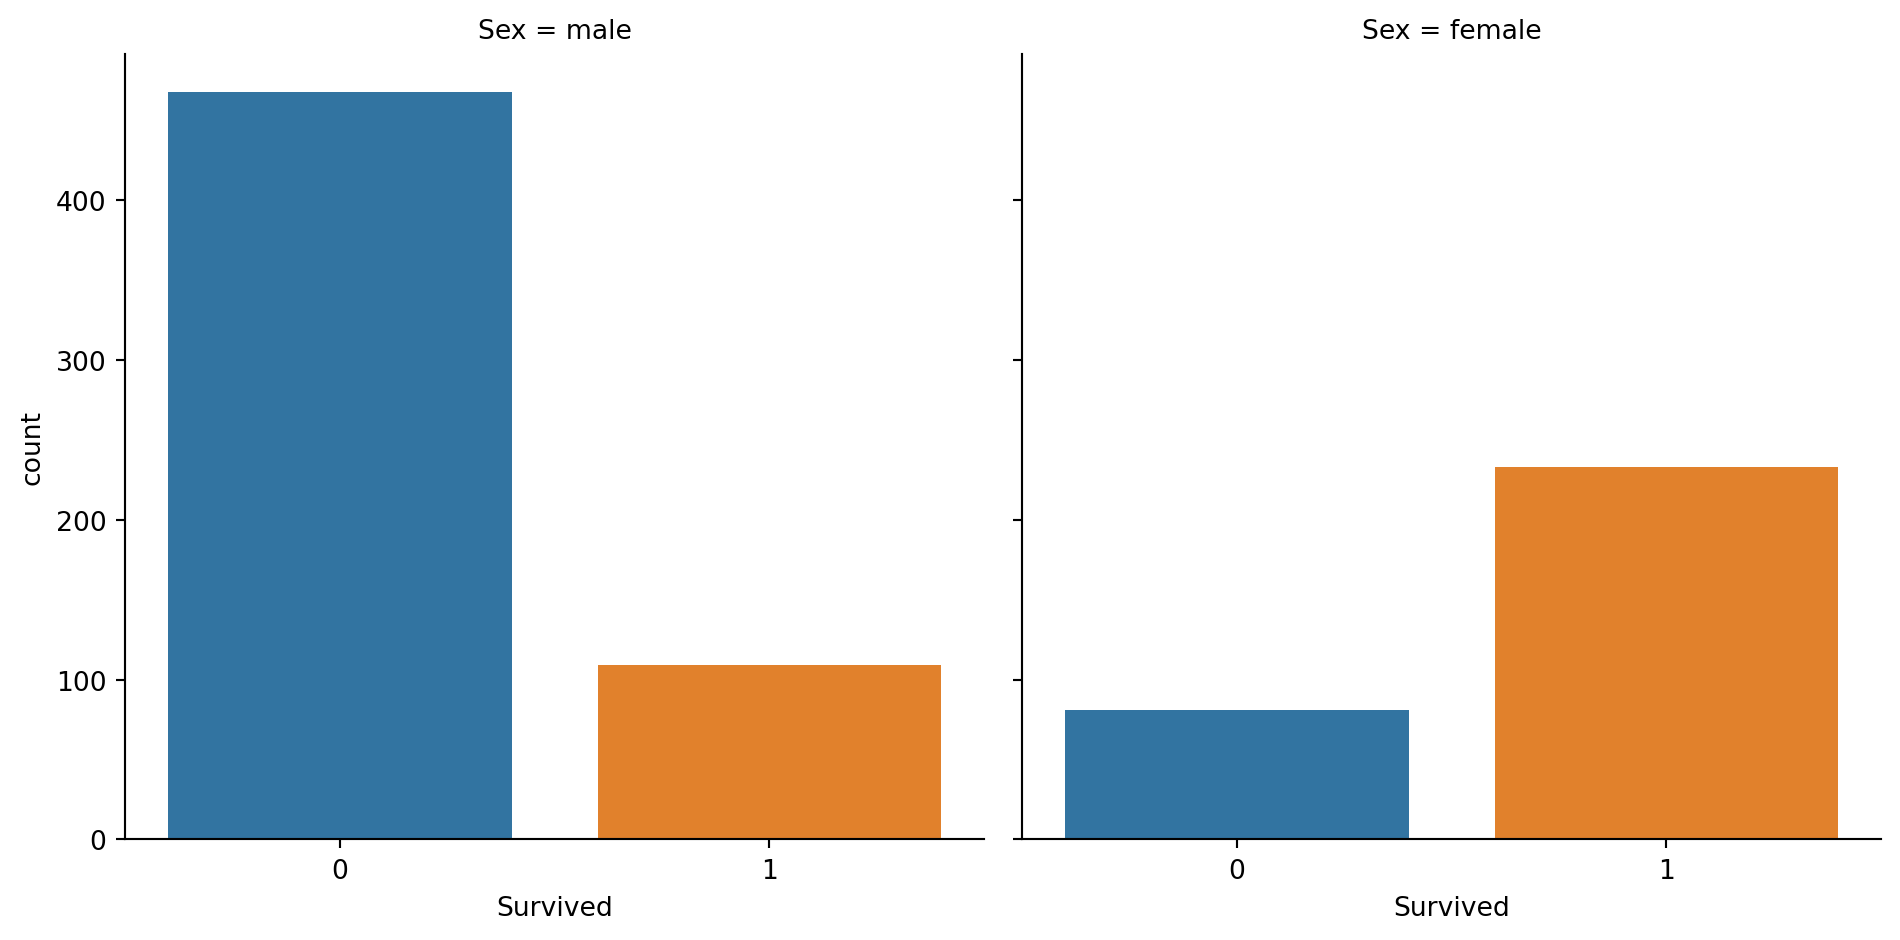 Sex = male
Sex = female
count
400
300
200
100
0
0 1
0 1
Survived
Survived